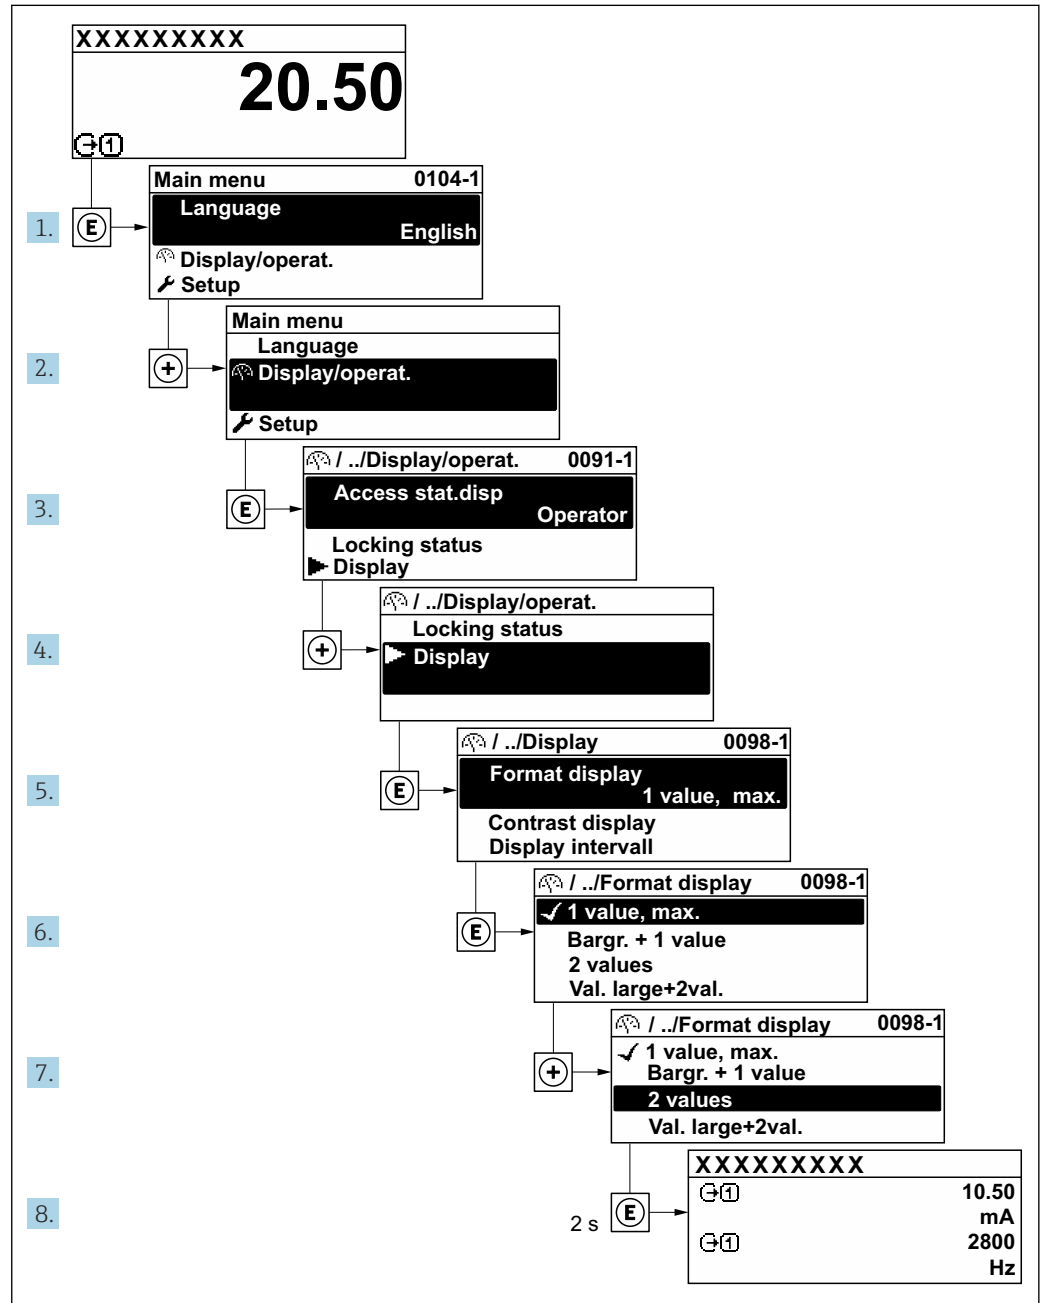 XXXXXXXXX
20.50
1
Main menu 0104-1
Language
English
1. E
Display/operat.
Setup
Main menu
Language
2. + Display/operat.
Setup
/ ../Display/operat. 0091-1
Access stat.disp
3. E Operator
Locking status
Display
/ ../Display/operat.
Locking status
4. + Display
/ ../Display 0098-1
Format display
5. E 1 value, max.
Contrast display
Display intervall
/ ../Format display 0098-1
1 value, max.
6. E Bargr. + 1 value
2 values
Val. large+2val.
/ ../Format display 0098-1
1 value, max.
7. + Bargr. + 1 value
2 values
Val. large+2val.
XXXXXXXXX
1 10.50
8. 2 s E mA
1 2800
Hz